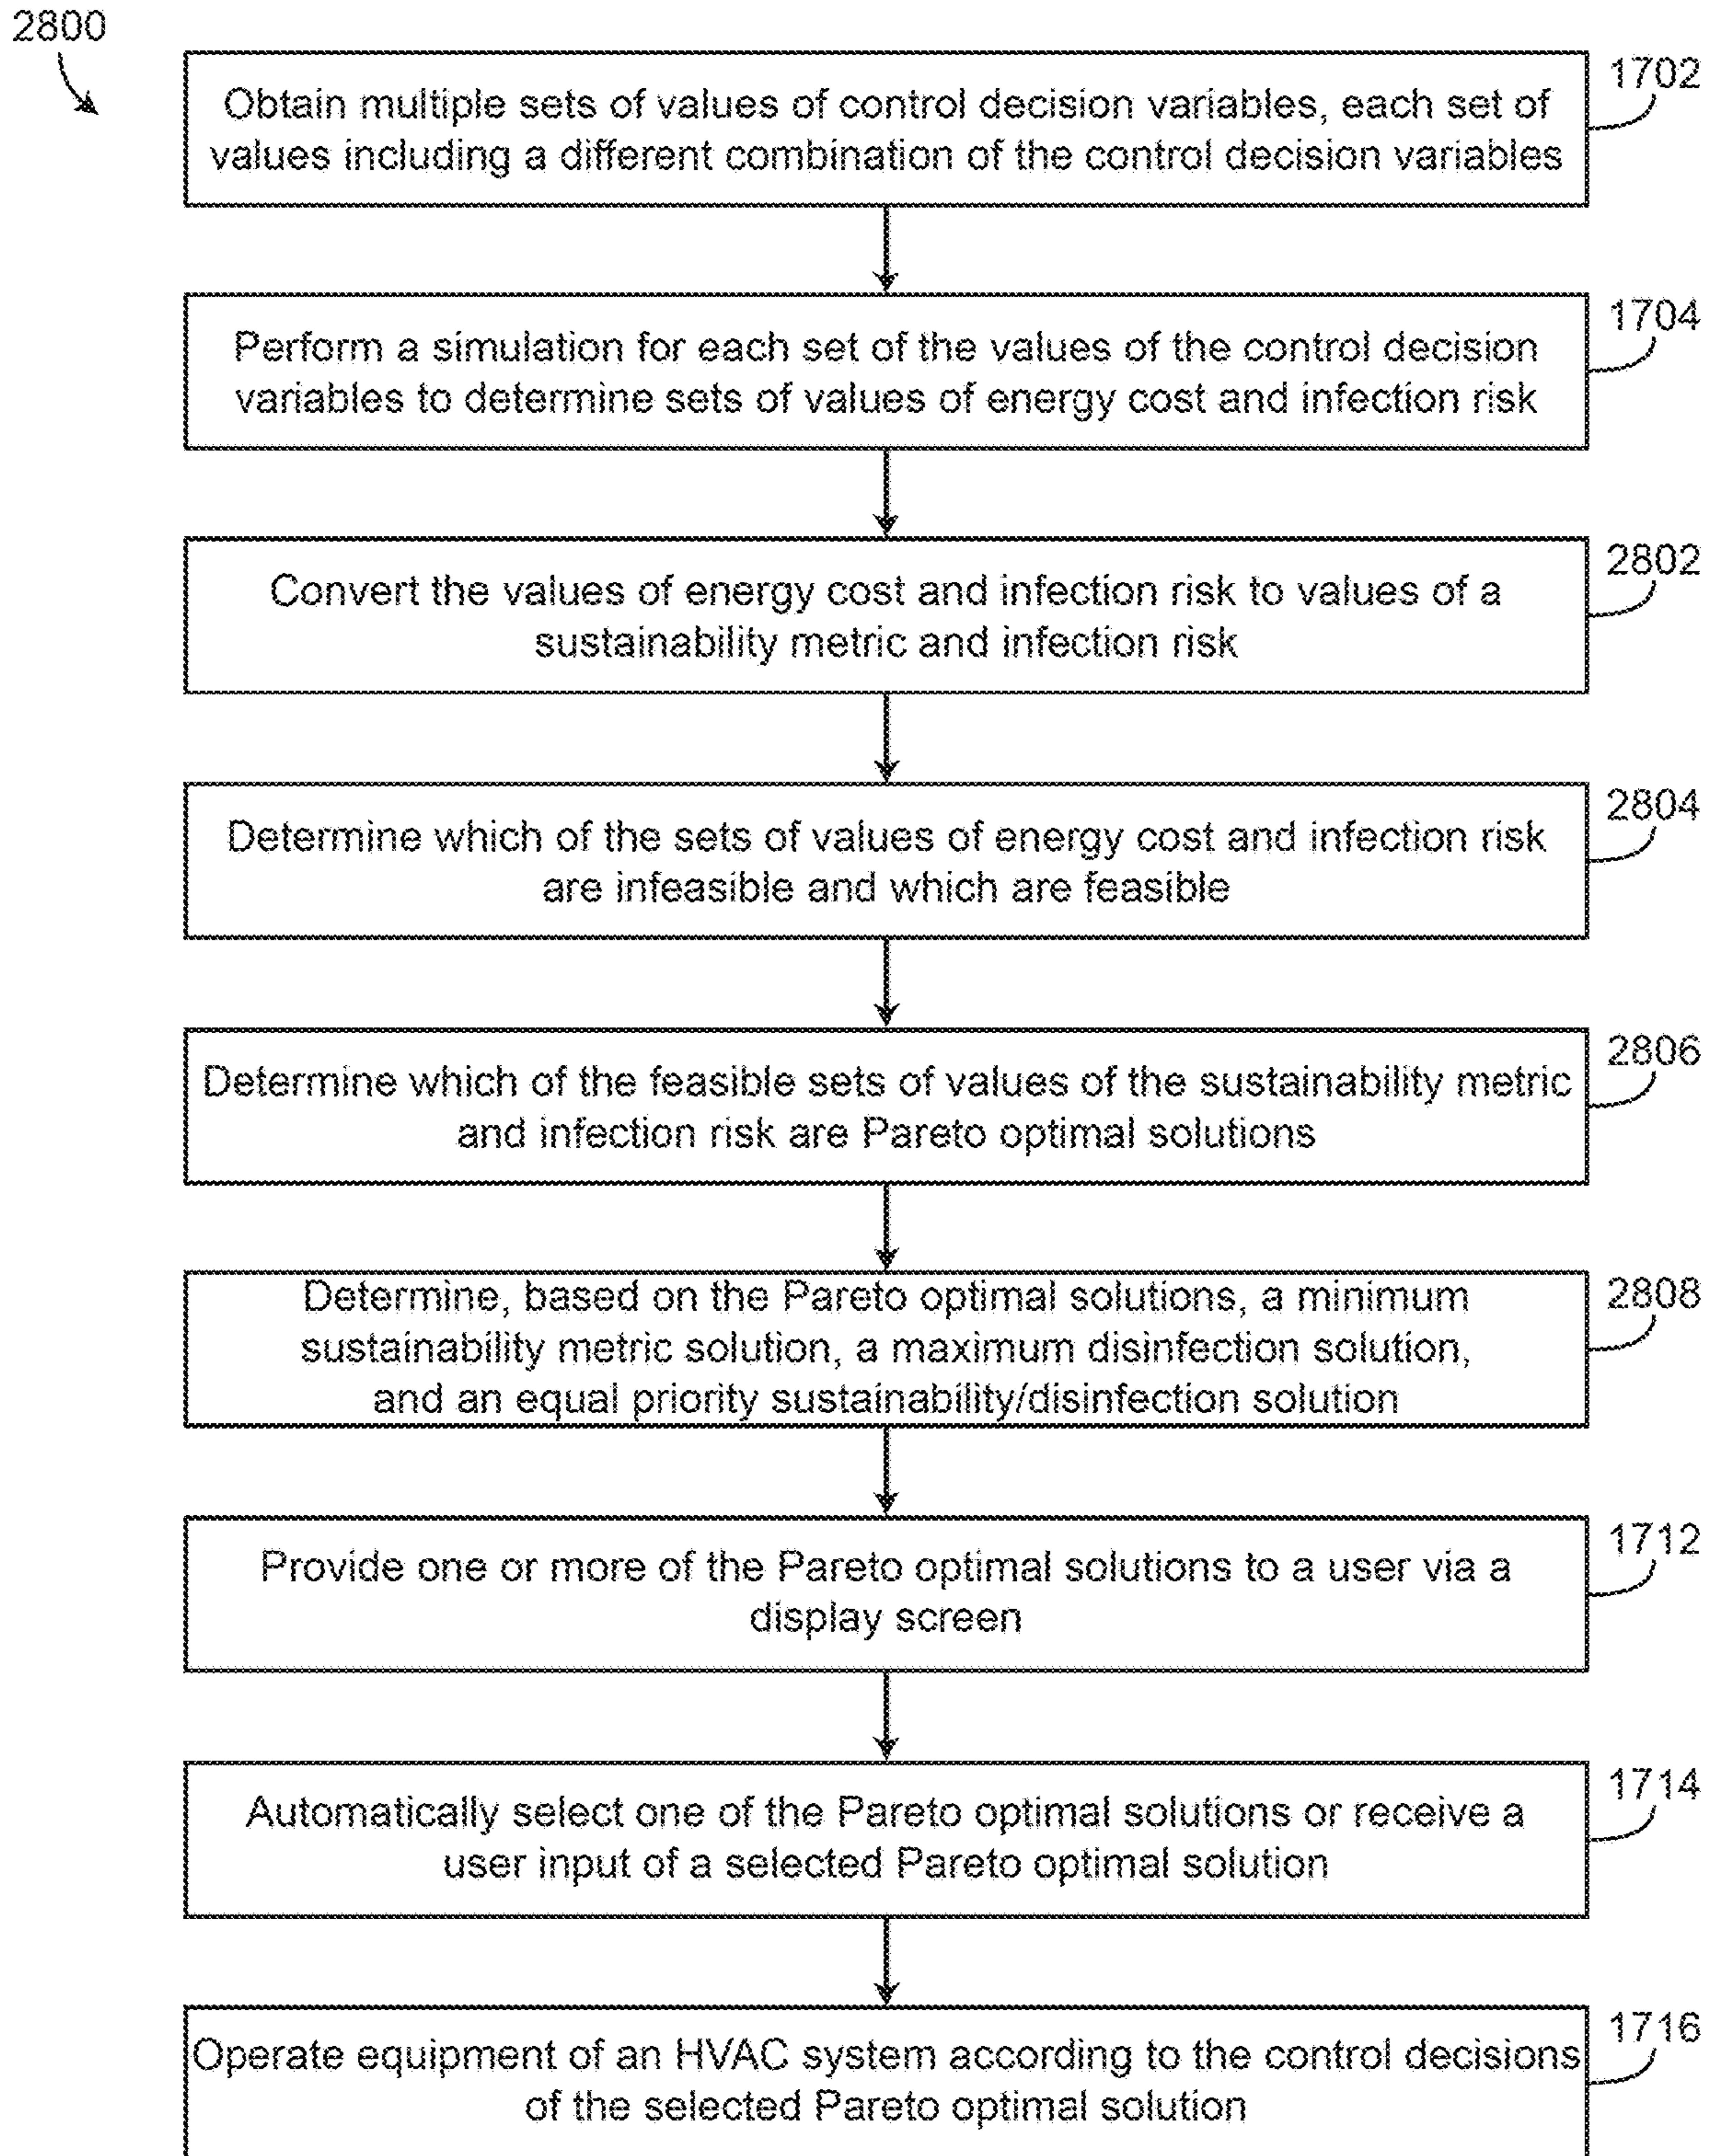 2800
1702
Obtain multiple sets of values of control decision variables, each set of
values including a different combination of the control decision variables
1704
Perform a simulation for each set of the values of the control decision
variables to determine sets of values of energy cost and infection risk
2802
Convert the values of energy cost and infection risk to values of a
sustainability metric and infection risk
2804
Determine which of the sets of values of energy cost and infection risk
are infeasible and which are feasible
2806
Determine which of the feasible sets of values of the sustainability metric
and infection risk are Pareto optimal solutions
2808
Determine, based on the Pareto optimal solutions, a minimum
sustainability metric solution, a maximum disinfection solution,
and an equal priority sustainability/disinfection solution
1712
Provide one or more of the Pareto optimal solutions to a user via a
display screen
1714
Automatically select one of the Pareto optimal solutions or receive a
user input of a selected Pareto optimal solution
1716
Operate equipment of an HVAC system according to the control decisions
of the selected Pareto optimal solution